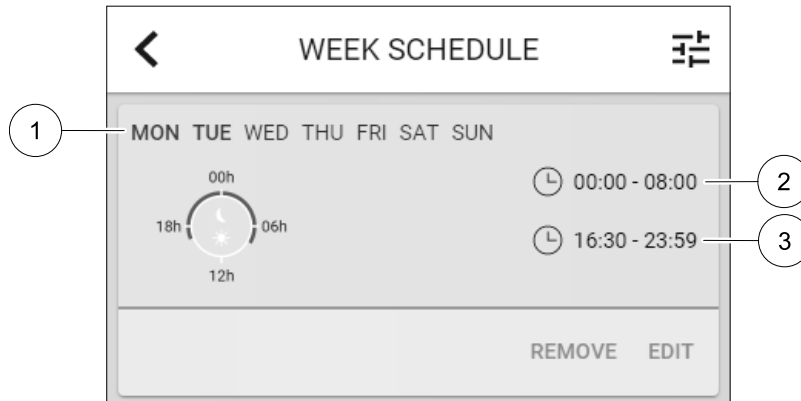 WEEK SCHEDULE
1
MON TUE WED THU FRI SAT SUN
00h
18h
06h
12h
00:00 - 08:00
2
16:30 - 23:59
3
REMOVE EDIT